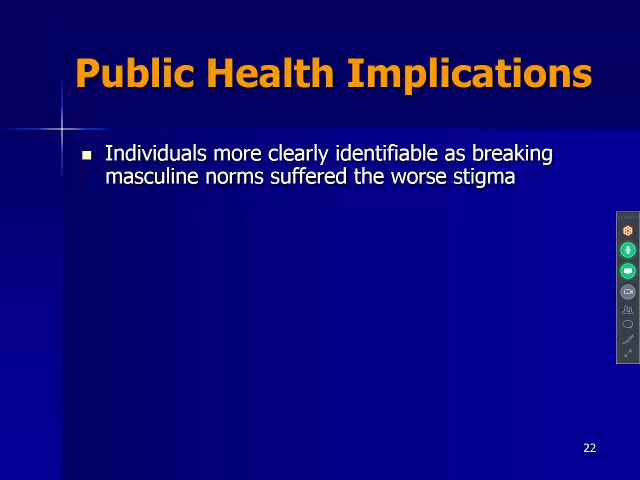 Public Health Implications
Individuals more clearly identifiable as breaking
masculine norms suffered the worse stigma
22